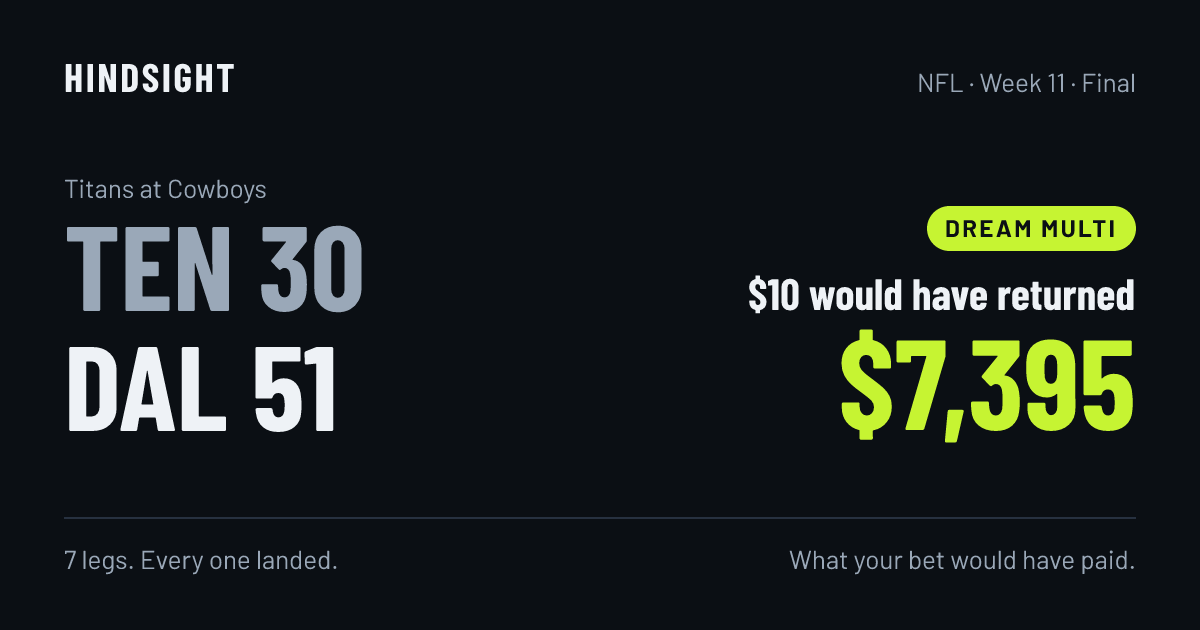 HINDSIGHT
NFL · Week 11 · Final
Titans at Cowboys
TEN 30
DAL 51
DREAM MULTI
$10 would have returned
$7,395
7 legs. Every one landed.
What your bet would have paid.